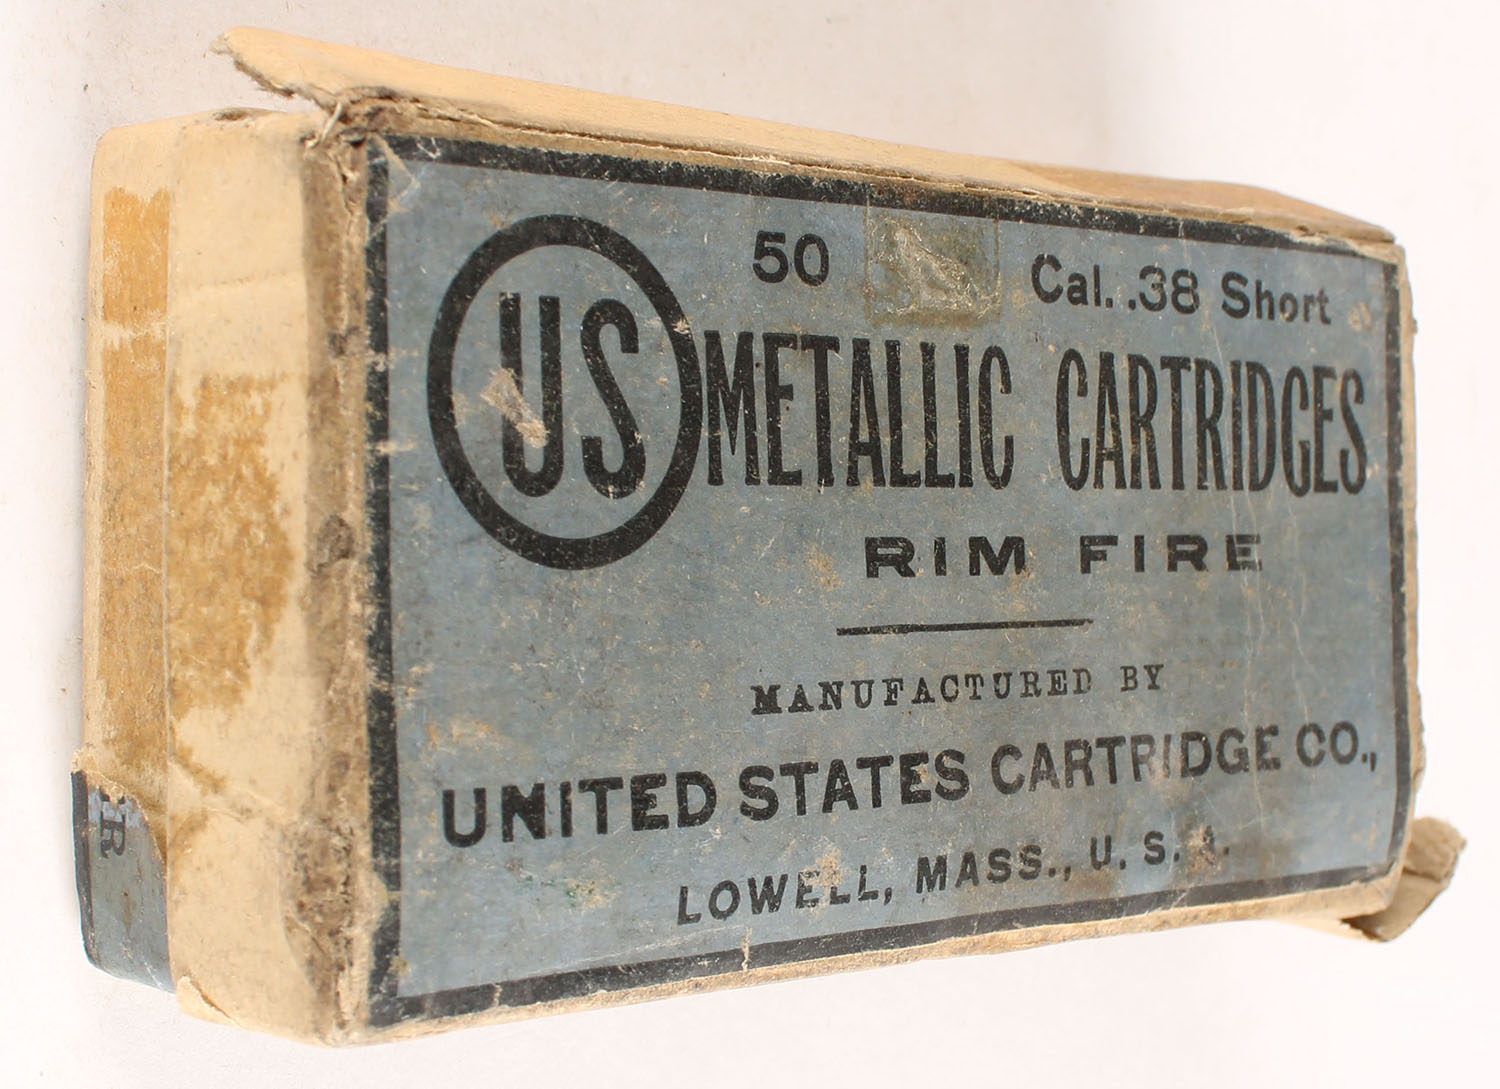 50 Cal. .38 Short
US METALLIC CARTRIDGES
RIM FIRE
MANUFACTURED BY
UNITED STATES CARTRIDGE CO.,
LOWELL, MASS., U. S. A.